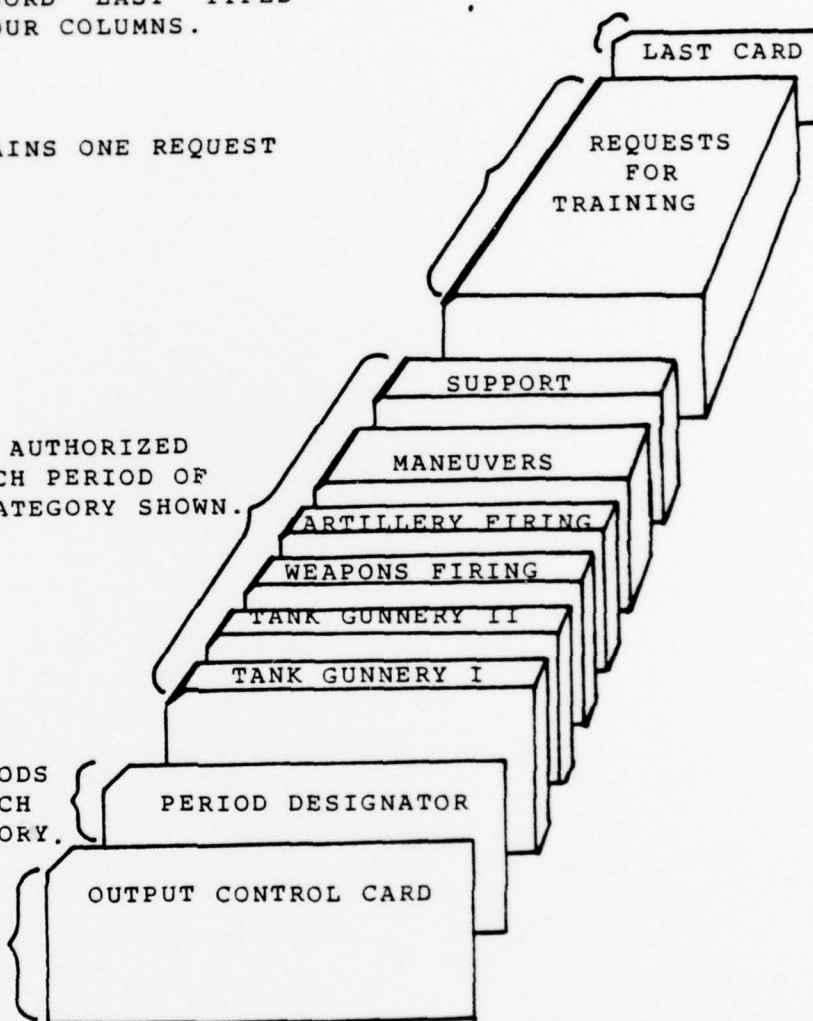 LAST TYPED
OUR COLUMNS.
LAST CARD
AINS ONE REQUEST
REQUESTS
FOR
TRAINING
SUPPORT
AUTHORIZED
CH PERIOD OF
ATEGORY SHOWN.
MANEUVERS
ARTILLERY FIRING
WEAPONS FIRING
TANK GUNNERY II
TANK GUNNERY I
ODS
CH
ORY.
PERIOD DESIGNATOR
OUTPUT CONTROL CARD